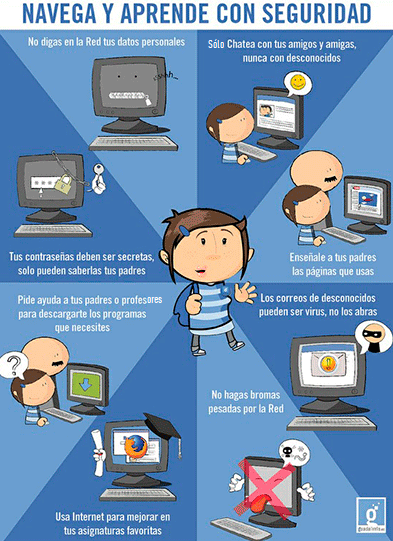 NAVEGA Y APRENDE CON SEGURIDAD
No digas en la Red tus datos personales
Sólo Chatea con tus amigos y amigas,
nunca con desconocidos
Tus contraseñas deben ser secretas,
solo pueden saberlas tus padres
Enseñale a tus padres
las páginas que usas
Pide ayuda a tus padres o profesores
para descargarte los programas
que necesites
Los correos de desconocidos
pueden ser virus, no los abras
No hagas bromas
pesadas por la Red
Usa Internet para mejorar en
tus asignaturas favoritas